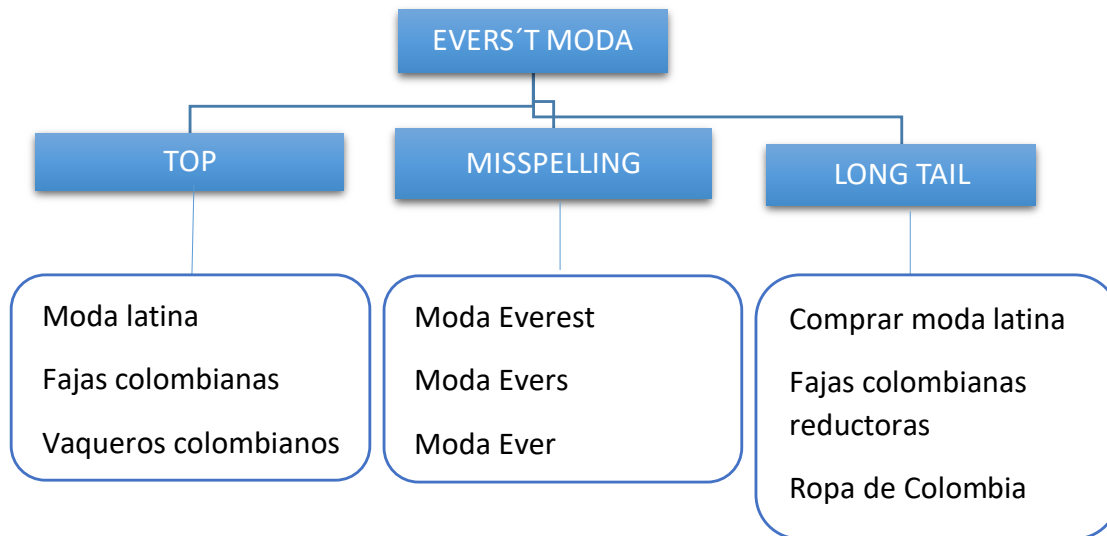 EVERS´T MODA
TOP
MISSPELLING
LONG TAIL
Moda latina
Fajas colombianas
Vaqueros colombianos
Moda Everest
Moda Evers
Moda Ever
Comprar moda latina
Fajas colombianas
reductoras
Ropa de Colombia